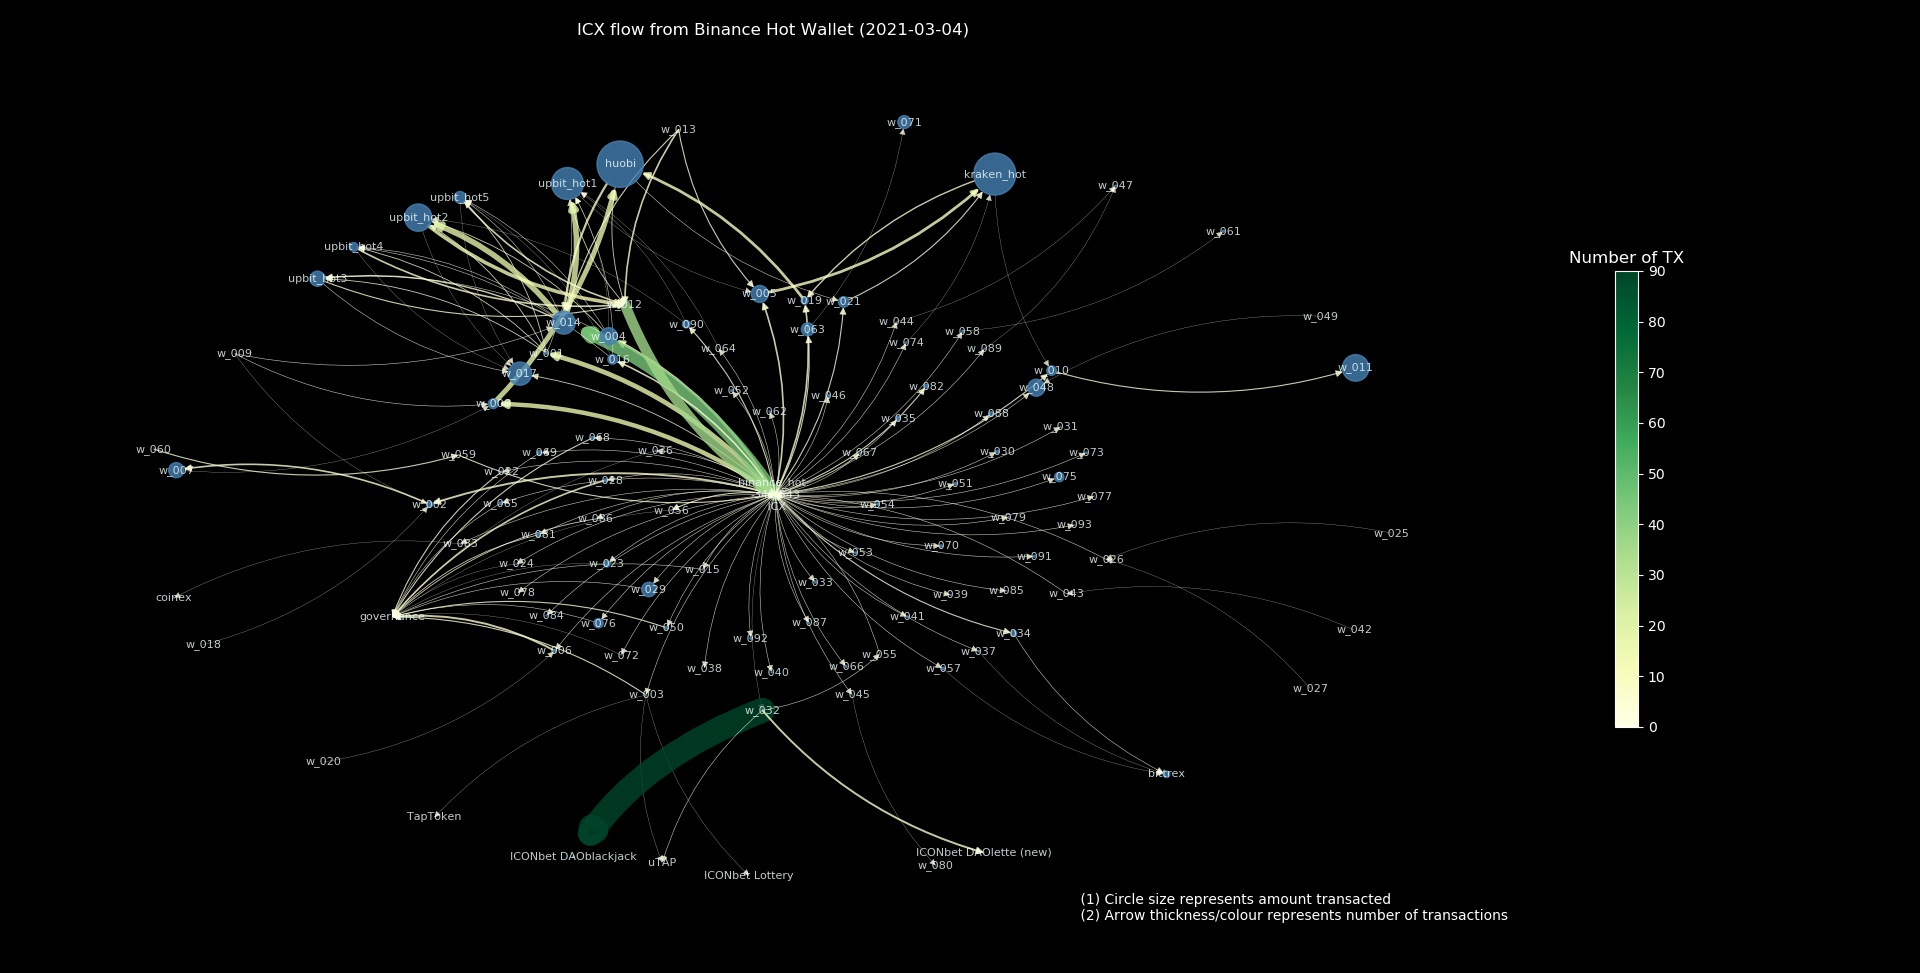 ICX flow from Binance Hot Wallet (2021-03-04)
w_071
w_013
huobi
kraken_hot
upbit_hot1
w_047
upbit_hot5
upbit_hot2
w_061
upbit_hot4
upbit_hot3
w_005
w_019
w_021
w_012
w_049
w_014
w_044
w_090
w_063
w_058
w_004
w_074
w_064
w_089
w_009
w_001
w_016
w_011
w_010
w_017
w_048
w_082
w_052
w_046
w_062
w_088
w_035
w_031
w_068
w_060
w_036
w_069
w_059
w_067
w_030
w_073
w_007
w_022
w_028
w_075
w_051
binance_hot
ICX
w_077
w_002
w_065
w_054
w_056
w_086
w_079
w_093
w_081
w_025
w_083
w_070
w_053
w_091
w_026
w_024
w_023
w_015
w_033
w_029
w_078
w_039
w_085
w_043
coinex
governance
w_084
w_041
w_076
w_087
w_050
w_042
w_034
w_092
w_018
w_006
w_072
w_055
w_037
w_038
w_040
w_066
w_057
w_027
w_003
w_045
w_032
w_020
bittrex
TapToken
ICONbet DAOblackjack
uTAP
ICONbet DAOlette (new)
w_080
ICONbet Lottery
Number of TX
90
80
70
60
50
40
30
20
10
0
(1) Circle size represents amount transacted
(2) Arrow thickness/colour represents number of transactions